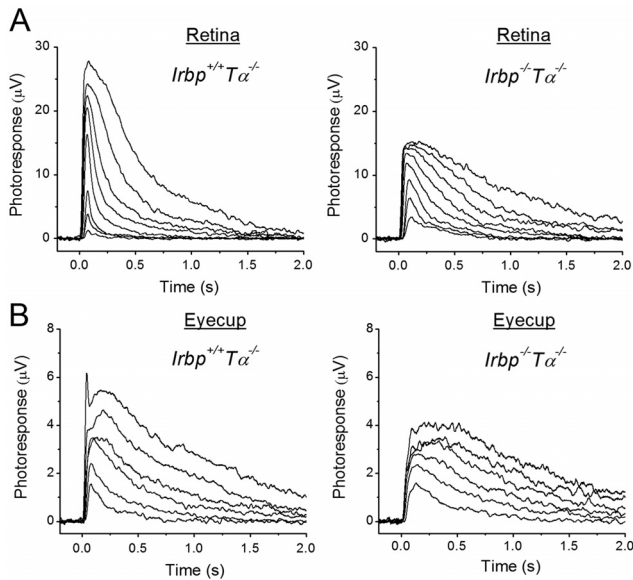 A
Retina
Irbp+/+Tα-/-
Photoresponse (μV)
30
20
10
0
0.0 0.5 1.0 1.5 2.0
Time (s)
Retina
Irbp-/-Tα-/-
Photoresponse (μV)
30
20
10
0
0.0 0.5 1.0 1.5 2.0
Time (s)
B
Eyecup
Irbp+/+Tα-/-
Photoresponse (μV)
8
6
4
2
0
0.0 0.5 1.0 1.5 2.0
Time (s)
Eyecup
Irbp-/-Tα-/-
Photoresponse (μV)
8
6
4
2
0
0.0 0.5 1.0 1.5 2.0
Time (s)